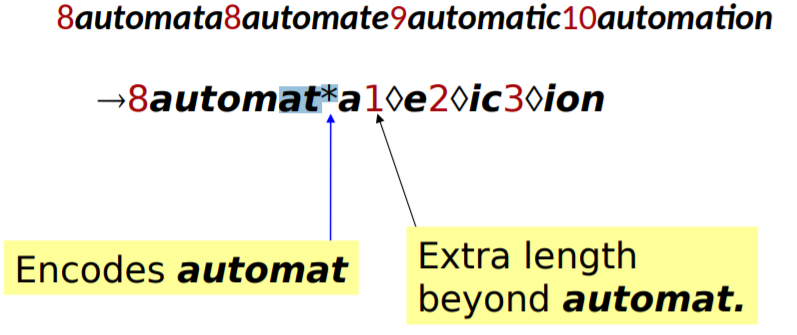 8automata8automate9automatic10automation
→8automat*a1◊e2◊ic3◊ion
Encodes automat
Extra length
beyond automat.